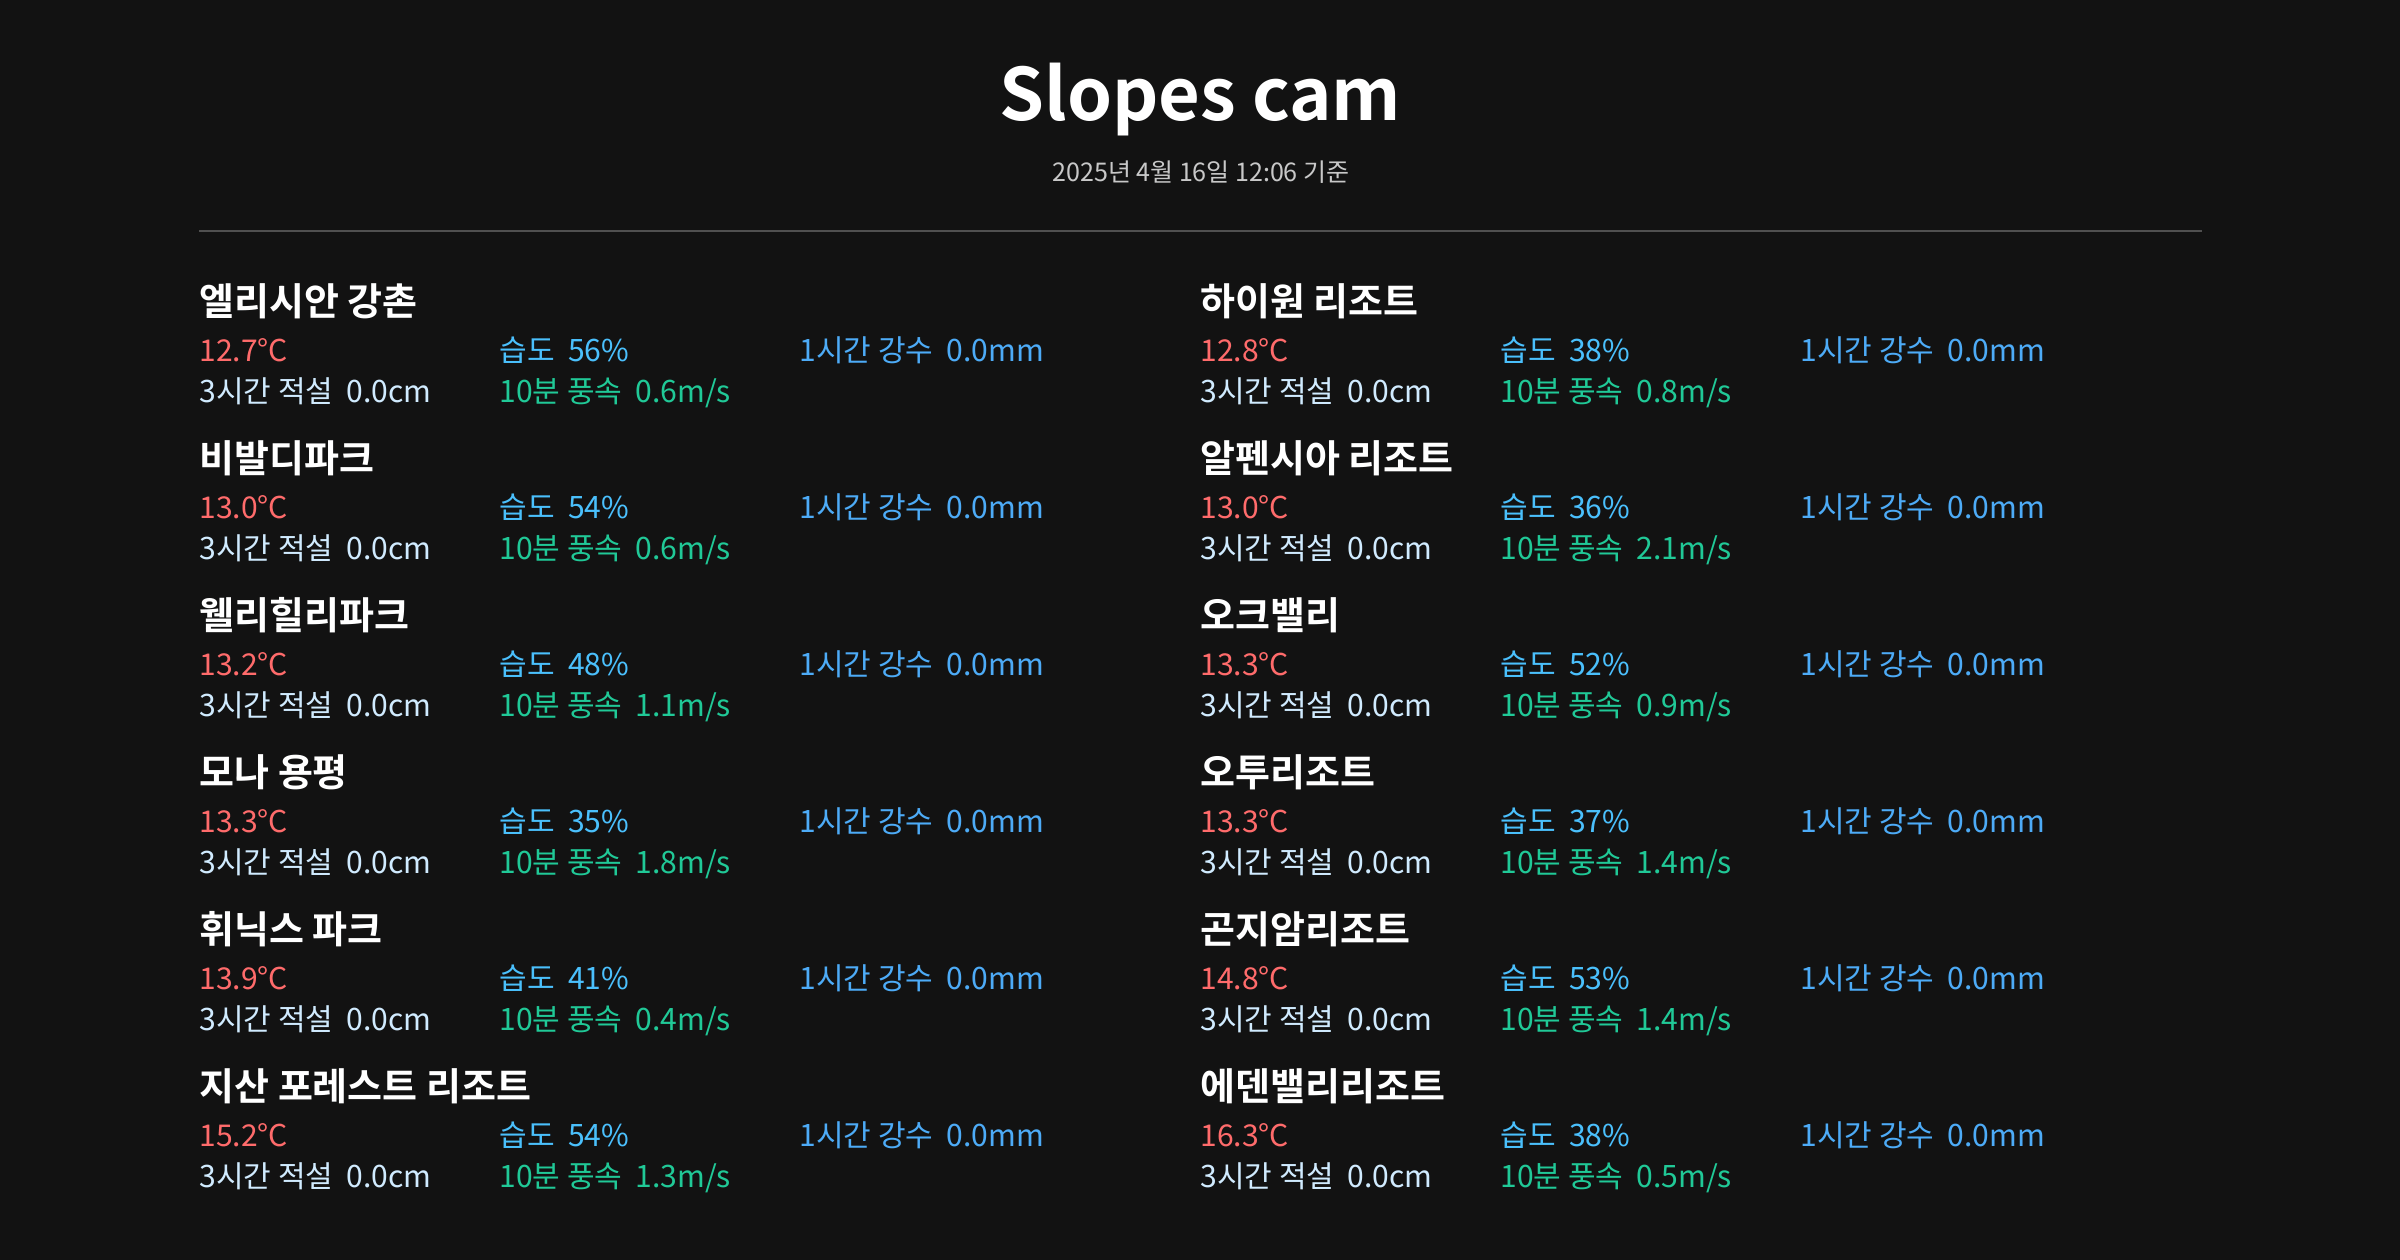 Slopes cam
2025년 4월 16일 12:06 기준
엘리시안 강촌
12.7°C 습도 56% 1시간 강수 0.0mm
3시간 적설 0.0cm 10분 풍속 0.6m/s
하이원 리조트
12.8°C 습도 38% 1시간 강수 0.0mm
3시간 적설 0.0cm 10분 풍속 0.8m/s
비발디파크
13.0°C 습도 54% 1시간 강수 0.0mm
3시간 적설 0.0cm 10분 풍속 0.6m/s
알펜시아 리조트
13.0°C 습도 36% 1시간 강수 0.0mm
3시간 적설 0.0cm 10분 풍속 2.1m/s
웰리힐리파크
13.2°C 습도 48% 1시간 강수 0.0mm
3시간 적설 0.0cm 10분 풍속 1.1m/s
오크밸리
13.3°C 습도 52% 1시간 강수 0.0mm
3시간 적설 0.0cm 10분 풍속 0.9m/s
모나 용평
13.3°C 습도 35% 1시간 강수 0.0mm
3시간 적설 0.0cm 10분 풍속 1.8m/s
오투리조트
13.3°C 습도 37% 1시간 강수 0.0mm
3시간 적설 0.0cm 10분 풍속 1.4m/s
휘닉스 파크
13.9°C 습도 41% 1시간 강수 0.0mm
3시간 적설 0.0cm 10분 풍속 0.4m/s
곤지암리조트
14.8°C 습도 53% 1시간 강수 0.0mm
3시간 적설 0.0cm 10분 풍속 1.4m/s
지산 포레스트 리조트
15.2°C 습도 54% 1시간 강수 0.0mm
3시간 적설 0.0cm 10분 풍속 1.3m/s
에덴밸리리조트
16.3°C 습도 38% 1시간 강수 0.0mm
3시간 적설 0.0cm 10분 풍속 0.5m/s